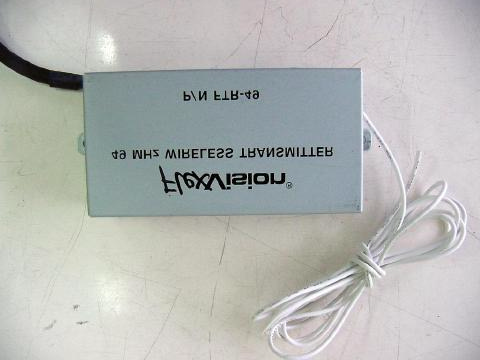 FlexVision®
49 MHz WIRELESS TRANSMITTER
P/N FTR-49